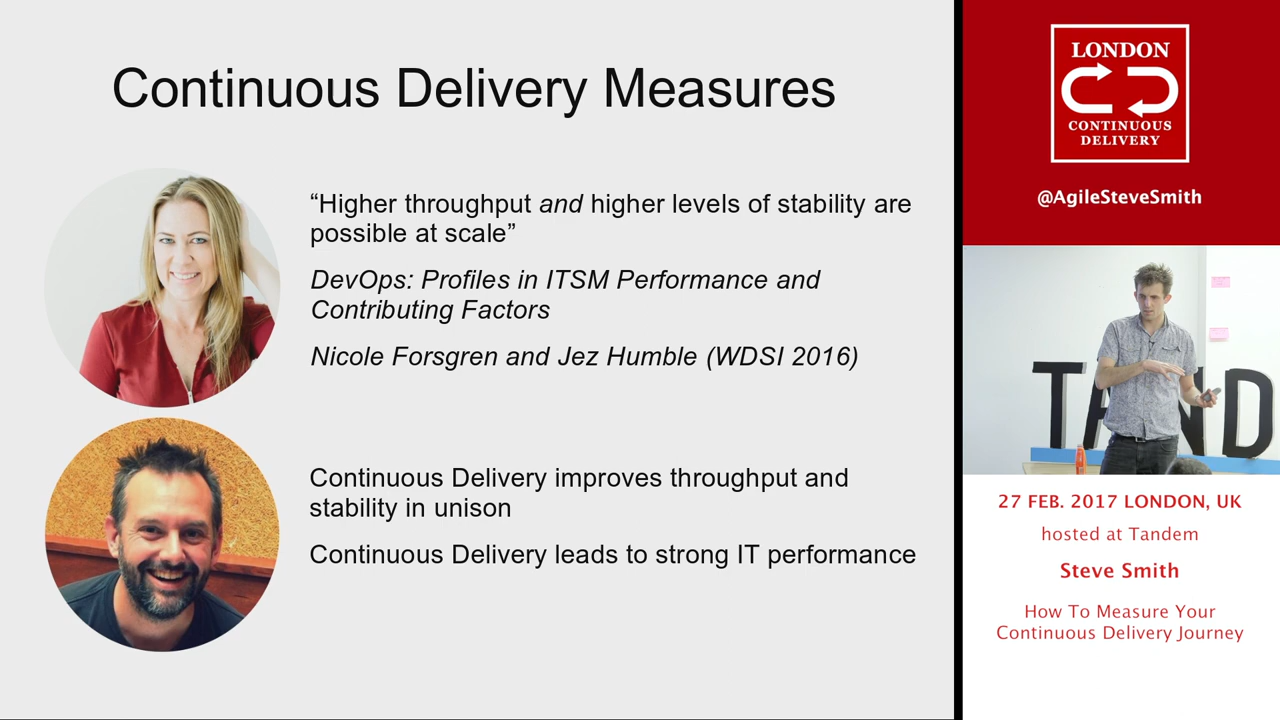 Continuous Delivery Measures
“Higher throughput and higher levels of stability are
possible at scale”
DevOps: Profiles in ITSM Performance and
Contributing Factors
Nicole Forsgren and Jez Humble (WDSI 2016)
Continuous Delivery improves throughput and
stability in unison
Continuous Delivery leads to strong IT performance
LONDON
CONTINUOUS
DELIVERY
@AgileSteveSmith
TAND
27 FEB. 2017 LONDON, UK
hosted at Tandem
Steve Smith
How To Measure Your
Continuous Delivery Journey